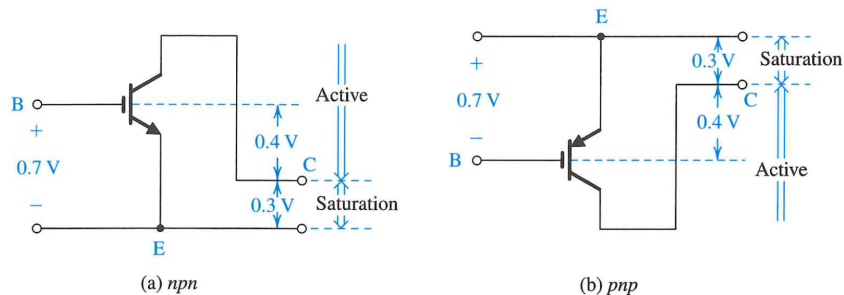 B
+
0.7 V
−
E
0.4 V
0.3 V
C
Active
Saturation
(a) npn
E
+
0.7 V
−
B
0.3 V
0.4 V
C
Saturation
Active
(b) pnp